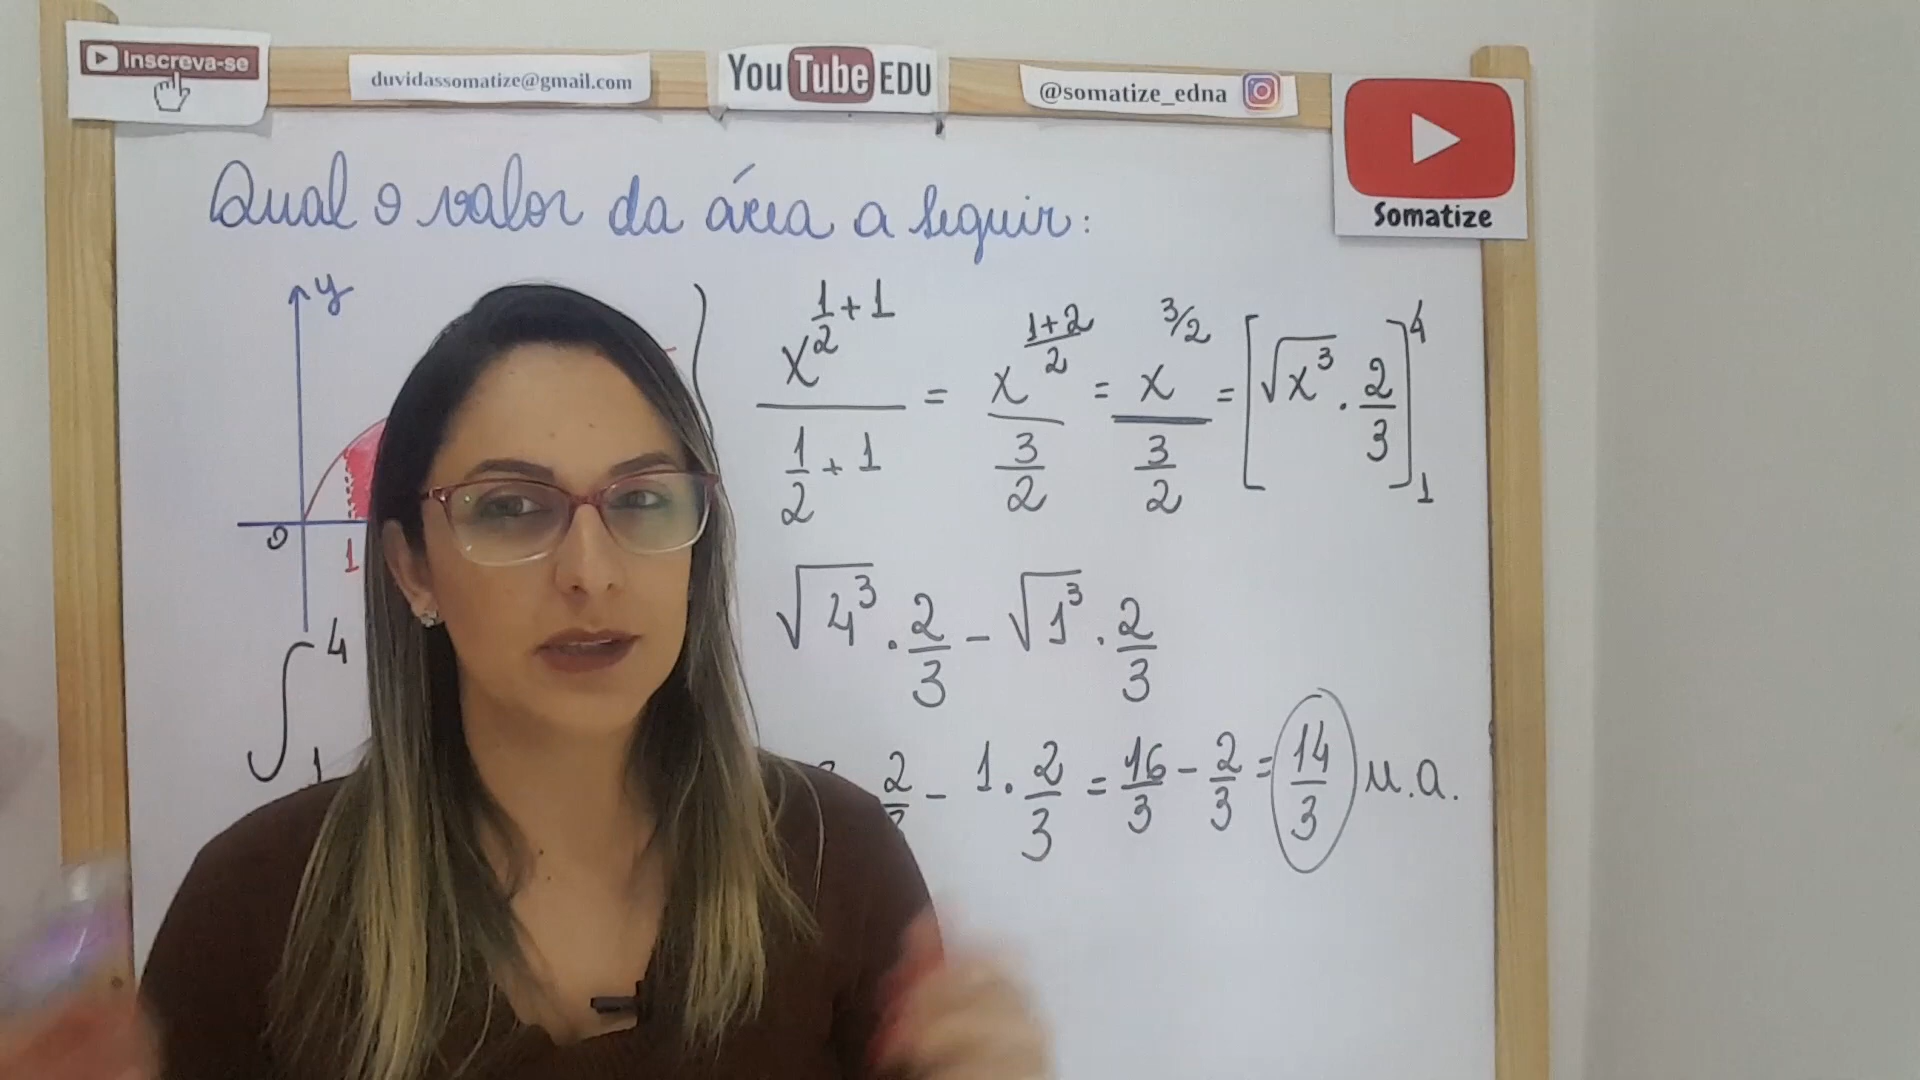 Inscreva-se
duvidassomatize@gmail.com
YouTube EDU
@somatize_edna
Somatize
Qual o valor da área a seguir:
y
0
1
∫ 4 1
x^(1/2 + 1) / (1/2 + 1) = x^((1+2)/2) / (3/2) = x^(3/2) / (3/2) = [√x³ · 2/3]⁴₁
√4³ · 2/3 − √1³ · 2/3
2/3 − 1 · 2/3 = 16/3 − 2/3 = 14/3 u.a.